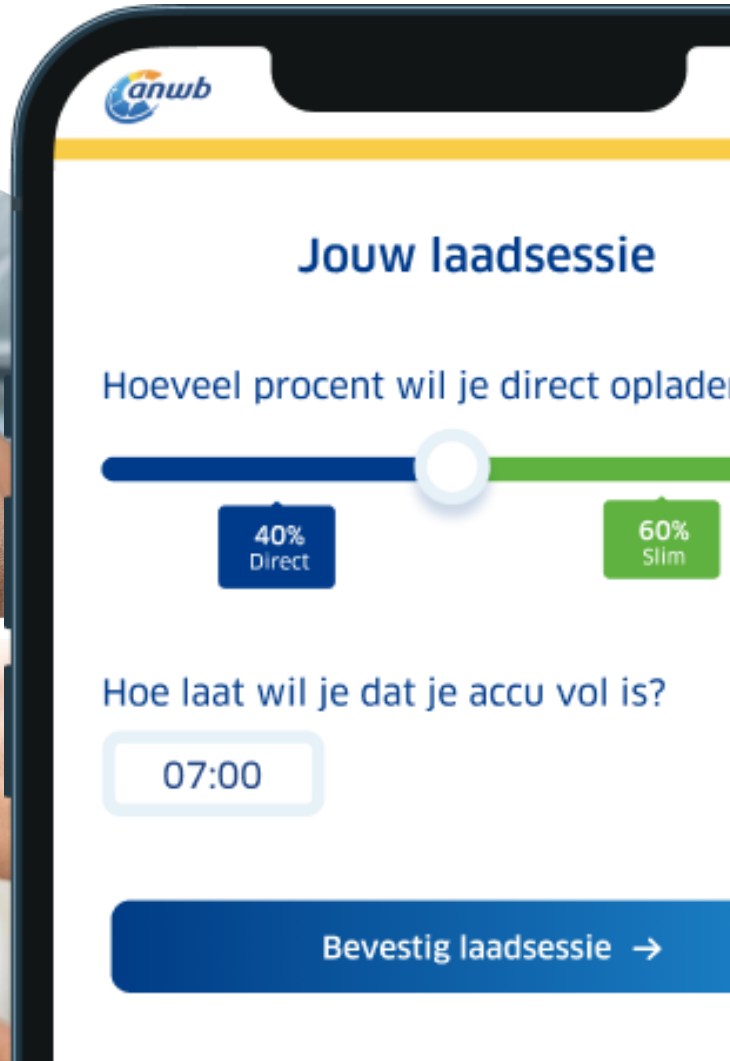 anwb
Jouw laadsessie
Hoeveel procent wil je direct opladen
40%
Direct
60%
Slim
Hoe laat wil je dat je accu vol is?
07:00
Bevestig laadsessie →